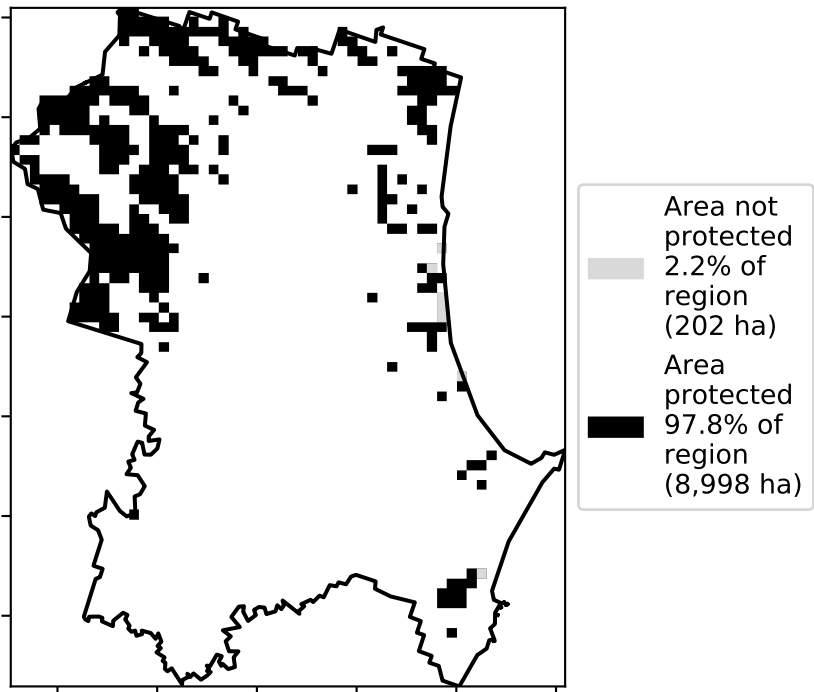 Area not
protected
2.2% of
region
(202 ha)
Area
protected
97.8% of
region
(8,998 ha)